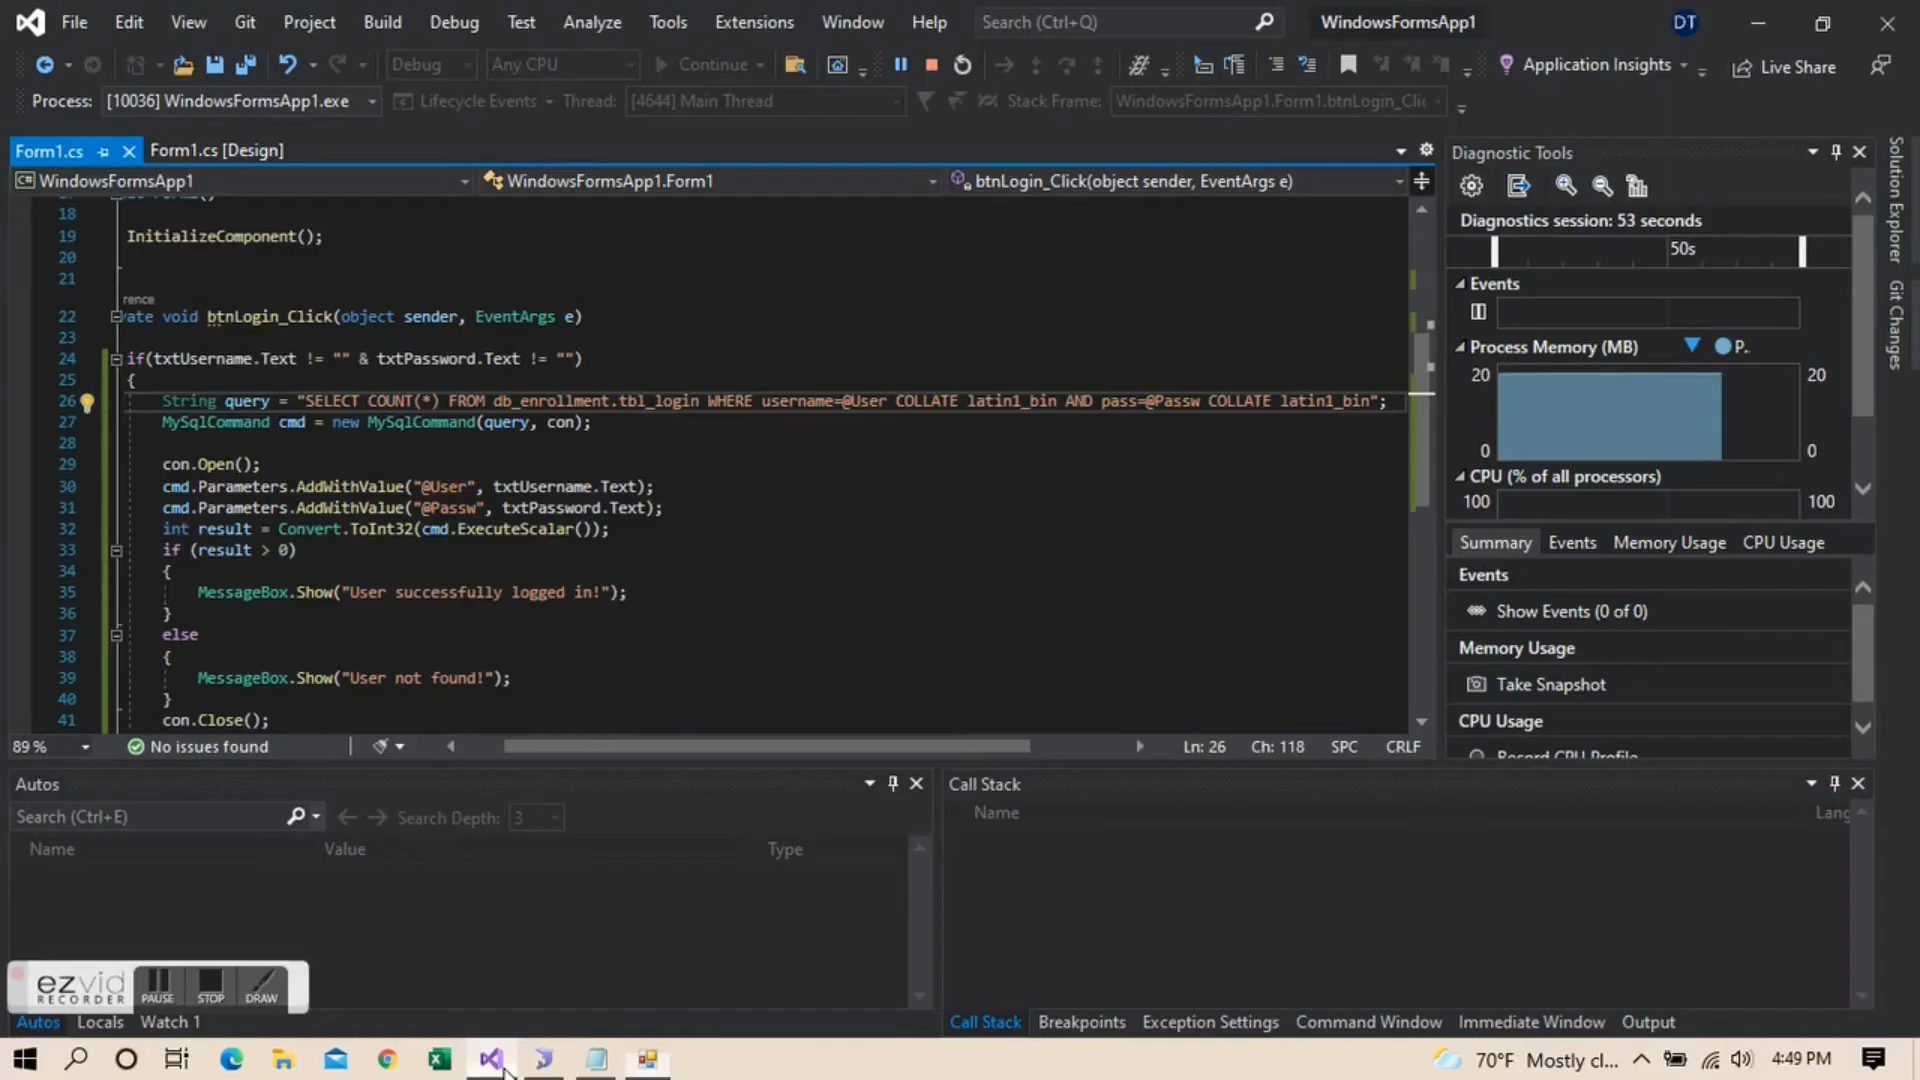 File Edit View Git Project Build Debug Test Analyze Tools Extensions Window Help Search (Ctrl+Q) WindowsFormsApp1 DT
Debug Any CPU Continue Application Insights Live Share
Process: [10036] WindowsFormsApp1.exe Lifecycle Events Thread: [4644] Main Thread Stack Frame: WindowsFormsApp1.Form1.btnLogin_Clic
Form1.cs Form1.cs [Design]
WindowsFormsApp1 WindowsFormsApp1.Form1 btnLogin_Click(object sender, EventArgs e)
18
19 InitializeComponent();
20
21
rence
22 vate void btnLogin_Click(object sender, EventArgs e)
23
24 if(txtUsername.Text != "" & txtPassword.Text != "")
25 {
26 String query = "SELECT COUNT(*) FROM db_enrollment.tbl_login WHERE username=@User COLLATE latin1_bin AND pass=@Passw COLLATE latin1_bin";
27 MySqlCommand cmd = new MySqlCommand(query, con);
28
29 con.Open();
30 cmd.Parameters.AddWithValue("@User", txtUsername.Text);
31 cmd.Parameters.AddWithValue("@Passw", txtPassword.Text);
32 int result = Convert.ToInt32(cmd.ExecuteScalar());
33 if (result > 0)
34 {
35 MessageBox.Show("User successfully logged in!");
36 }
37 else
38 {
39 MessageBox.Show("User not found!");
40 }
41 con.Close();
89 % No issues found Ln: 26 Ch: 118 SPC CRLF
Diagnostic Tools
Diagnostics session: 53 seconds
50s
Events
Process Memory (MB) P..
20 20
0 0
CPU (% of all processors)
100 100
Summary Events Memory Usage CPU Usage
Events
Show Events (0 of 0)
Memory Usage
Take Snapshot
CPU Usage
Record CPU Profile
Solution Explorer
Git Changes
Autos
Search (Ctrl+E) Search Depth: 3
Name Value Type
Call Stack
Name Lang
ezvid
RECORDER
PAUSE STOP DRAW
Autos Locals Watch 1
Call Stack Breakpoints Exception Settings Command Window Immediate Window Output
70°F Mostly cl... 4:49 PM